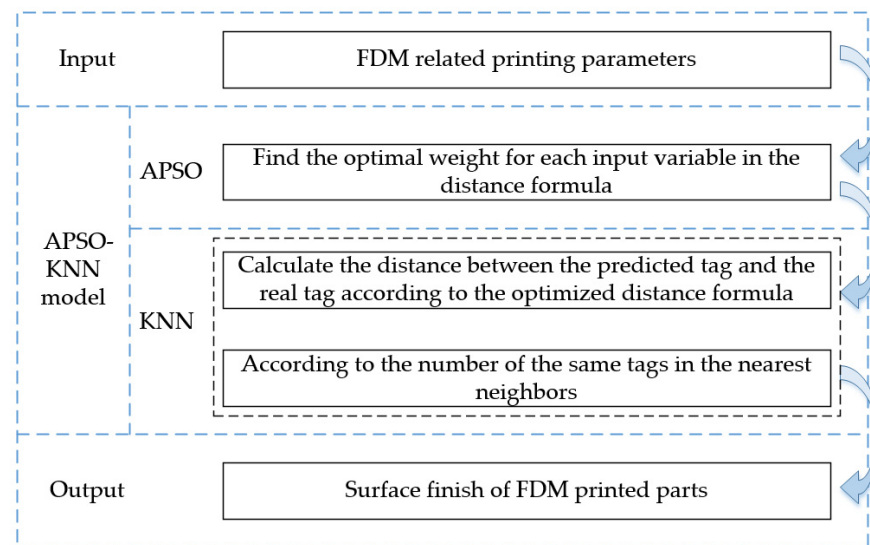 Input
FDM related printing parameters
APSO-
KNN
model
APSO
Find the optimal weight for each input variable in the
distance formula
KNN
Calculate the distance between the predicted tag and the
real tag according to the optimized distance formula
According to the number of the same tags in the nearest
neighbors
Output
Surface finish of FDM printed parts